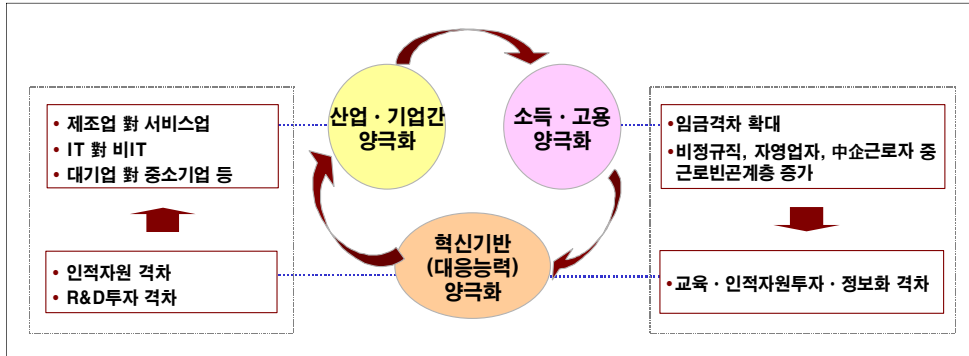 산업 · 기업간
양극화
소득 · 고용
양극화
혁신기반
(대응능력)
양극화
• 제조업 對 서비스업
• IT 對 비IT
• 대기업 對 중소기업 등
• 인적자원 격차
• R&D투자 격차
•임금격차 확대
•비정규직, 자영업자, 中企근로자 중
근로빈곤계층 증가
•교육 · 인적자원투자 · 정보화 격차